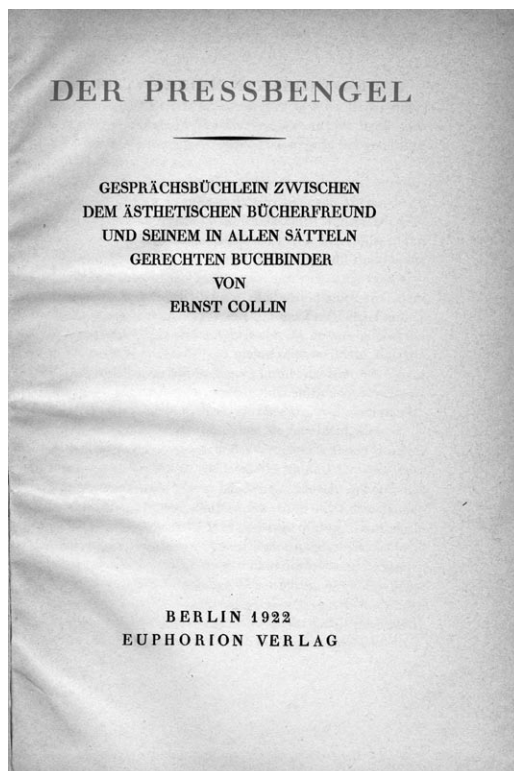 DER PRESSBENGEL
GESPRÄCHSBÜCHLEIN ZWISCHEN
DEM ÄSTHETISCHEN BÜCHERFREUND
UND SEINEM IN ALLEN SÄTTELN
GERECHTEN BUCHBINDER
VON
ERNST COLLIN
BERLIN 1922
EUPHORION VERLAG